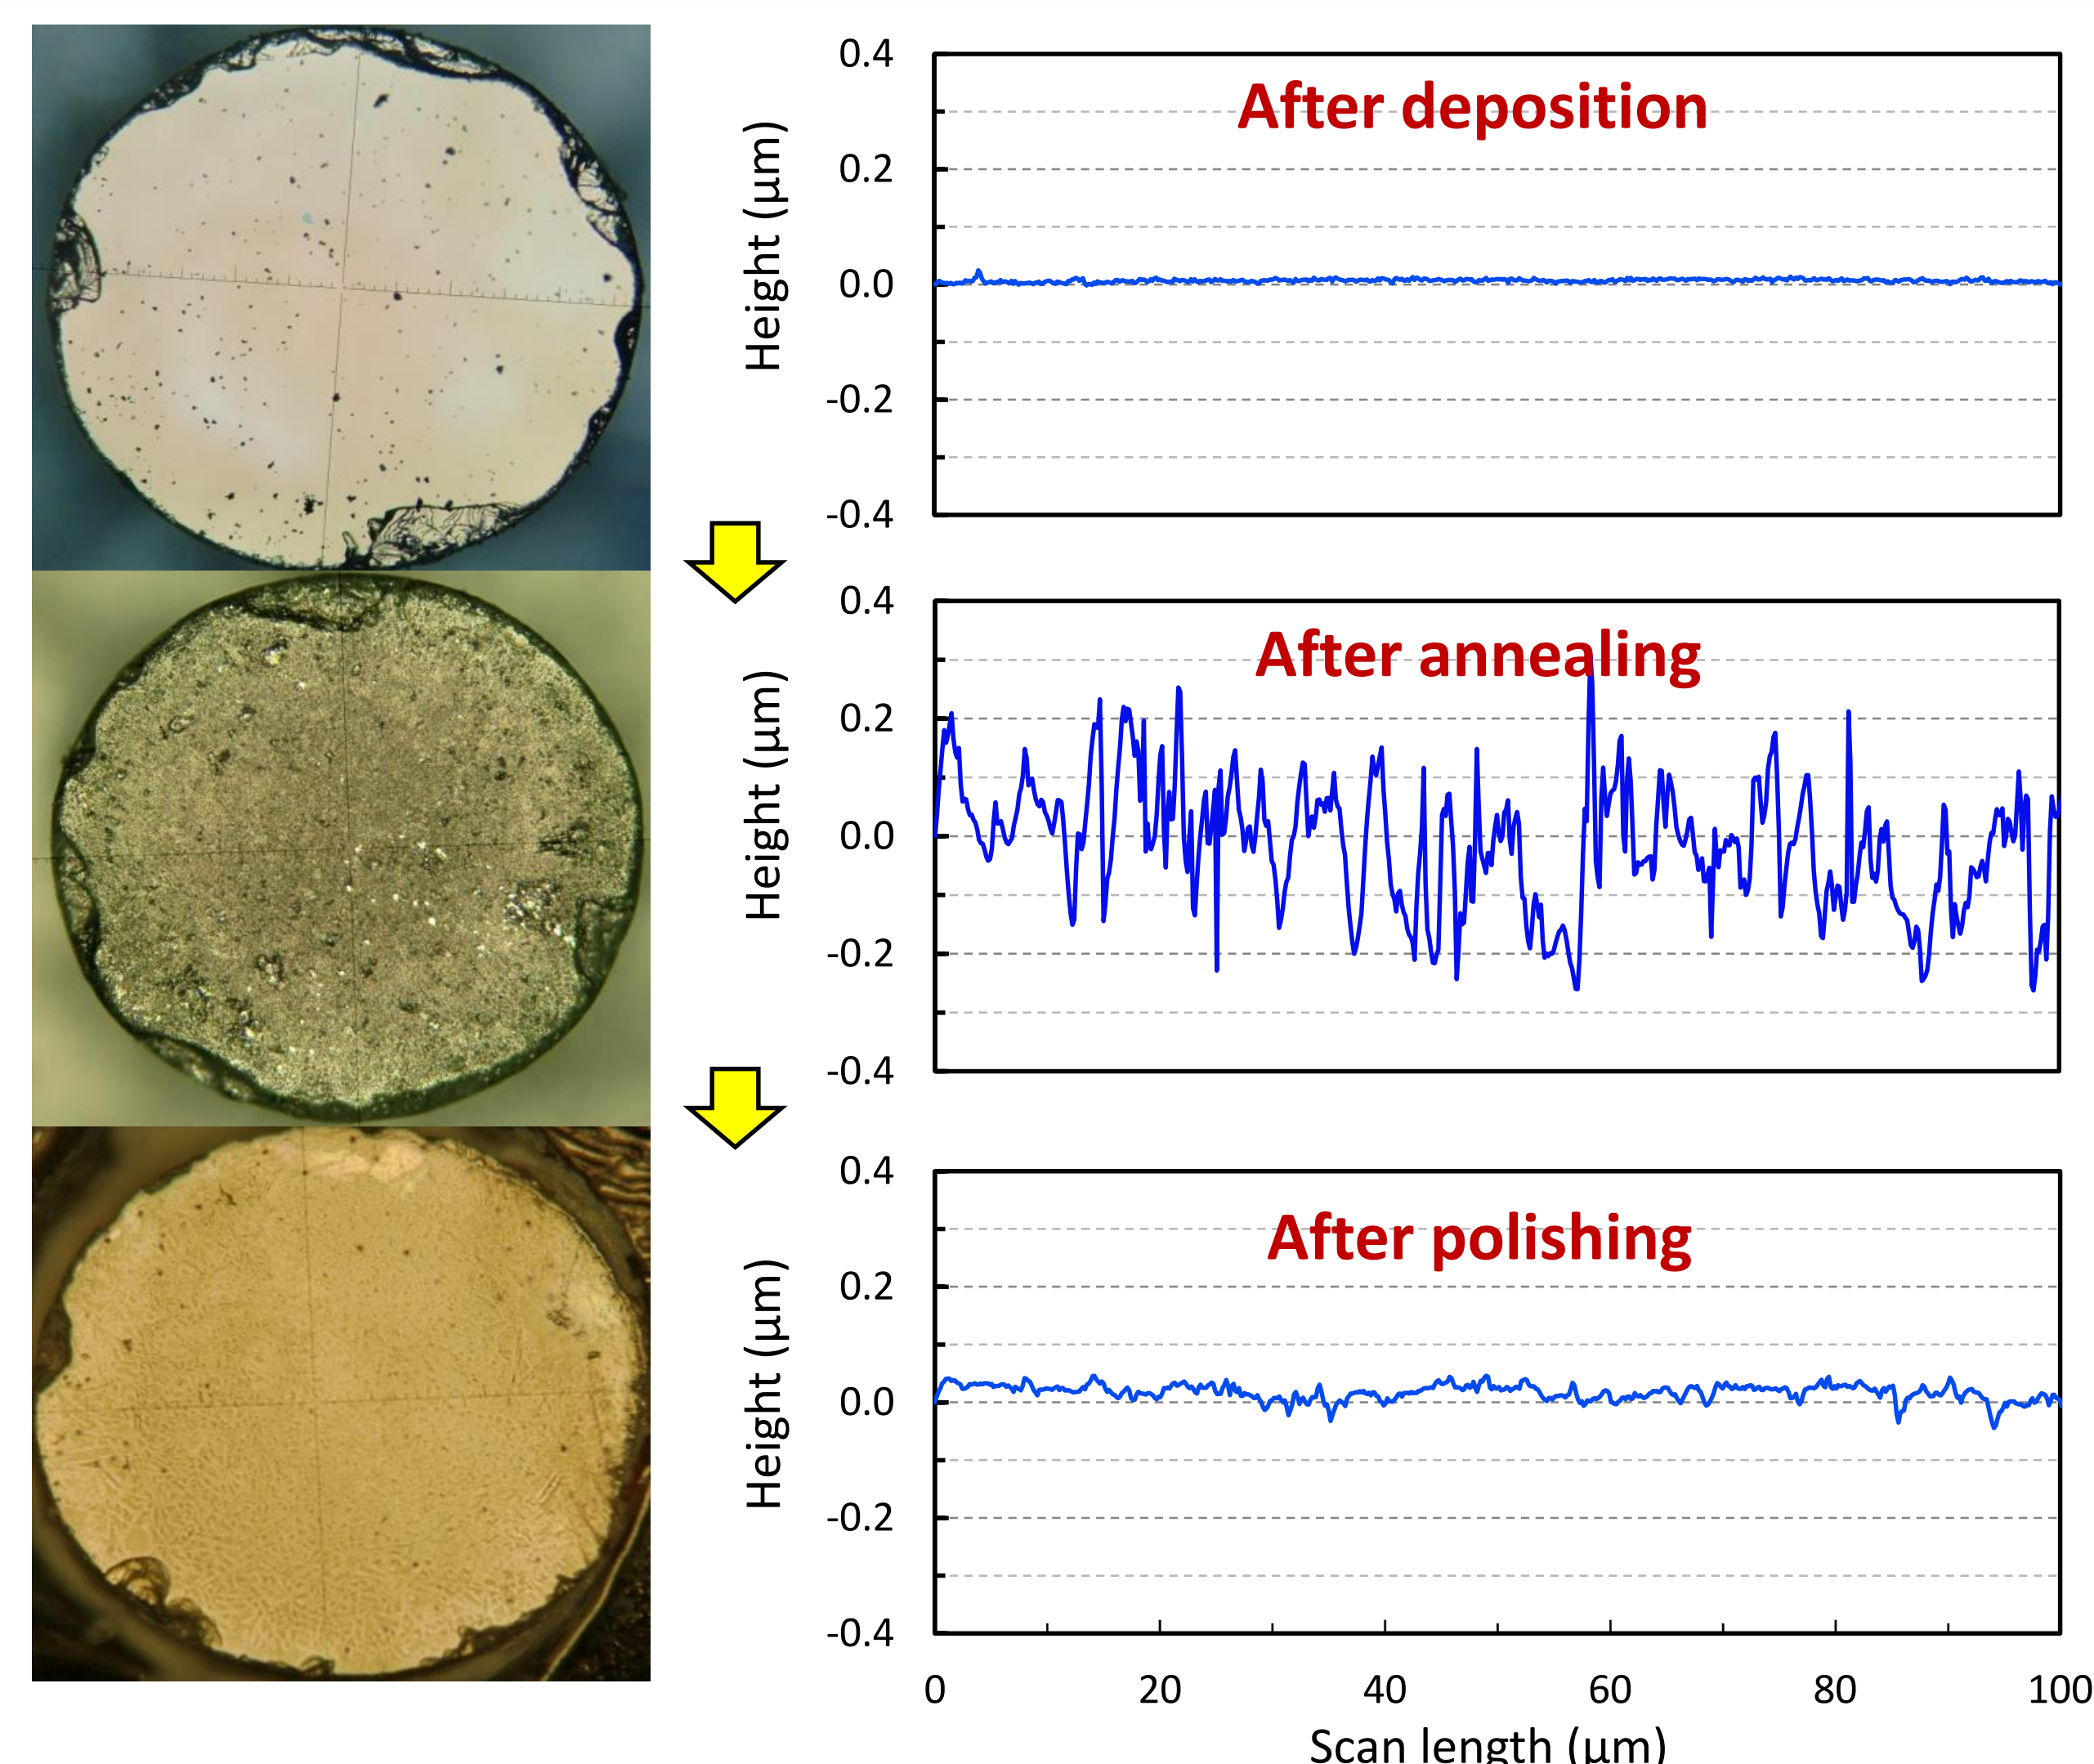 After deposition
Height (μm)
0.4
0.2
0.0
-0.2
-0.4
After annealing
Height (μm)
0.4
0.2
0.0
-0.2
-0.4
After polishing
Height (μm)
0.4
0.2
0.0
-0.2
-0.4
0 20 40 60 80 100
Scan length (μm)